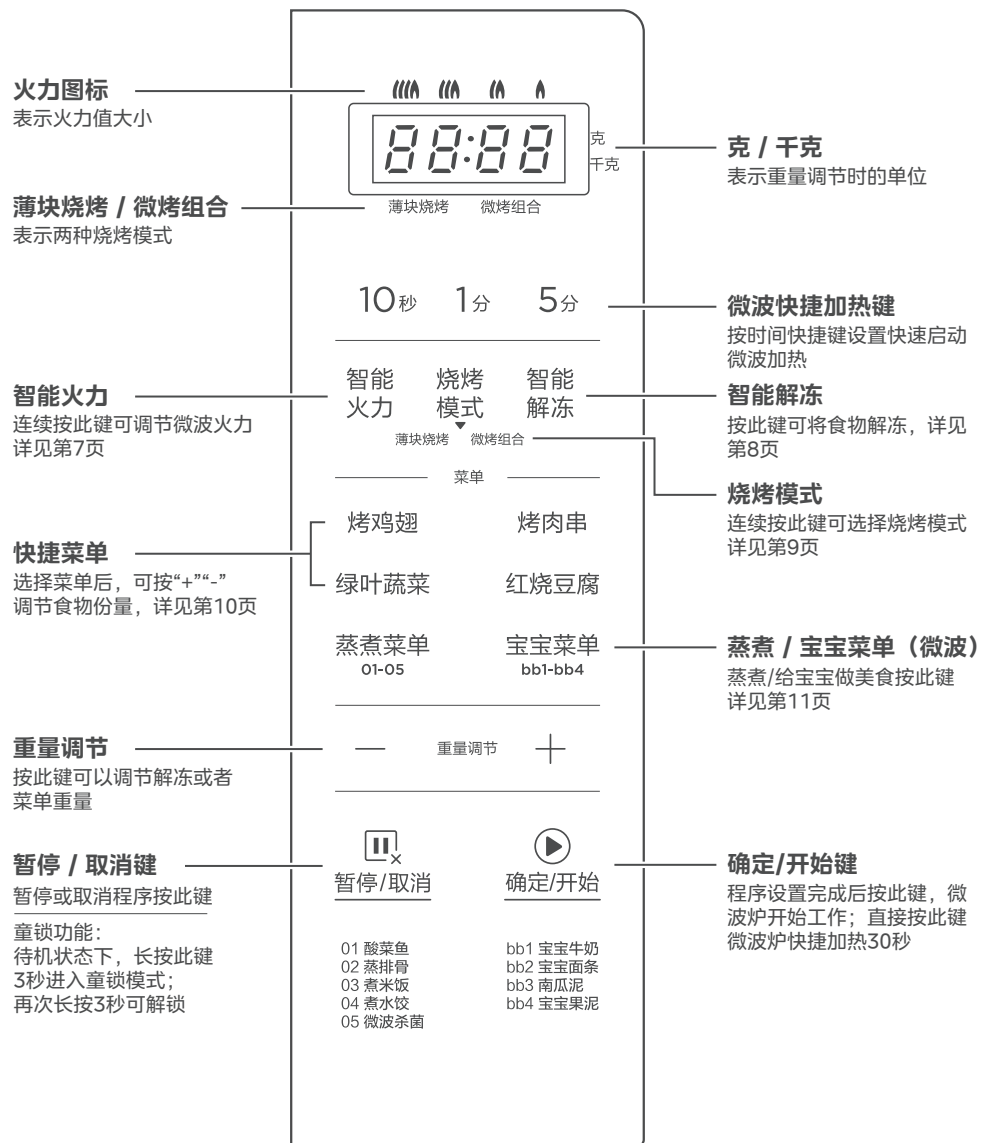 火力图标
表示火力值大小
薄块烧烤 / 微烤组合
表示两种烧烤模式
智能火力
连续按此键可调节微波火力
详见第7页
快捷菜单
选择菜单后，可按“+”“-”
调节食物份量，详见第10页
重量调节
按此键可以调节解冻或者
菜单重量
暂停 / 取消键
暂停或取消程序按此键
童锁功能：
待机状态下，长按此键
3秒进入童锁模式；
再次长按3秒可解锁
88:88
克
千克
薄块烧烤 微烤组合
10秒 1分 5分
智能 烧烤 智能
火力 模式 解冻
薄块烧烤 微烤组合
菜单
烤鸡翅 烤肉串
绿叶蔬菜 红烧豆腐
蒸煮菜单 宝宝菜单
01-05 bb1-bb4
— 重量调节 +
暂停/取消 确定/开始
01 酸菜鱼
02 蒸排骨
03 煮米饭
04 煮水饺
05 微波杀菌
bb1 宝宝牛奶
bb2 宝宝面条
bb3 南瓜泥
bb4 宝宝果泥
克 / 千克
表示重量调节时的单位
微波快捷加热键
按时间快捷键设置快速启动
微波加热
智能解冻
按此键可将食物解冻，详见
第8页
烧烤模式
连续按此键可选择烧烤模式
详见第9页
蒸煮 / 宝宝菜单（微波）
蒸煮/给宝宝做美食按此键
详见第11页
确定/开始键
程序设置完成后按此键，微
波炉开始工作；直接按此键
微波炉快捷加热30秒